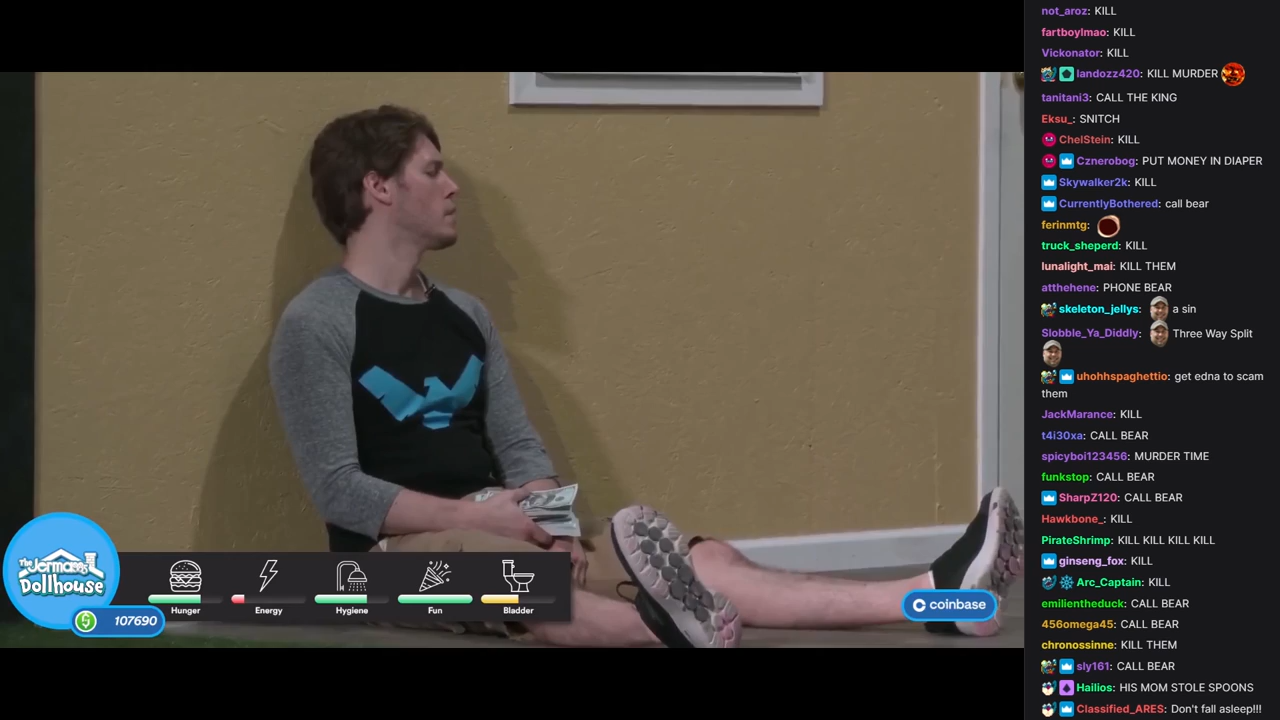 The Jerma985
Dollhouse
107690
Hunger
Energy
Hygiene
Fun
Bladder
coinbase
not_aroz: KILL
fartboylmao: KILL
Vickonator: KILL
landozz420: KILL MURDER
tanitani3: CALL THE KING
Eksu_: SNITCH
ChelStein: KILL
Cznerobog: PUT MONEY IN DIAPER
Skywalker2k: KILL
CurrentlyBothered: call bear
ferinmtg:
truck_sheperd: KILL
lunalight_mai: KILL THEM
atthehene: PHONE BEAR
skeleton_jellys: a sin
Slobble_Ya_Diddly: Three Way Split
uhohhspaghettio: get edna to scam
them
JackMarance: KILL
t4i30xa: CALL BEAR
spicyboi123456: MURDER TIME
funkstop: CALL BEAR
SharpZ120: CALL BEAR
Hawkbone_: KILL
PirateShrimp: KILL KILL KILL KILL
ginseng_fox: KILL
Arc_Captain: KILL
emilientheduck: CALL BEAR
456omega45: CALL BEAR
chronossinne: KILL THEM
sly161: CALL BEAR
Hailios: HIS MOM STOLE SPOONS
Classified_ARES: Don't fall asleep!!!